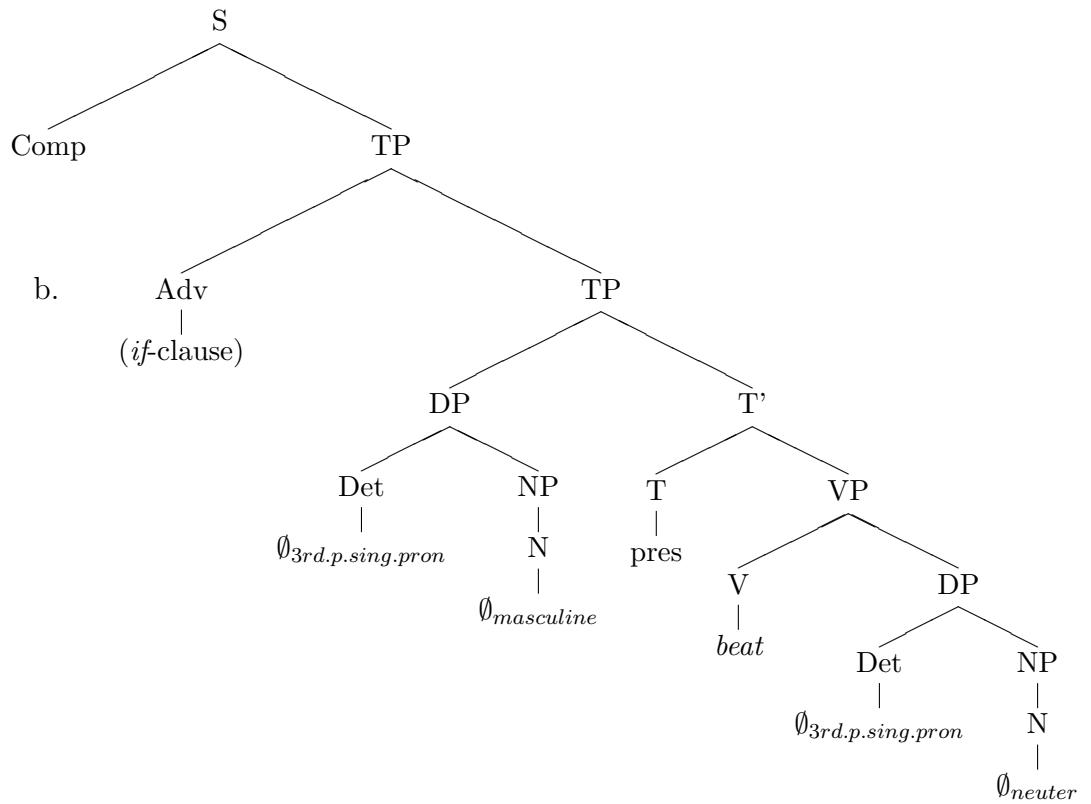 S
Comp TP
b. Adv TP
(if-clause)
DP T’
Det NP T VP
∅3rd.p.sing.pron N pres
∅masculine V DP
beat Det NP
∅3rd.p.sing.pron N
∅neuter